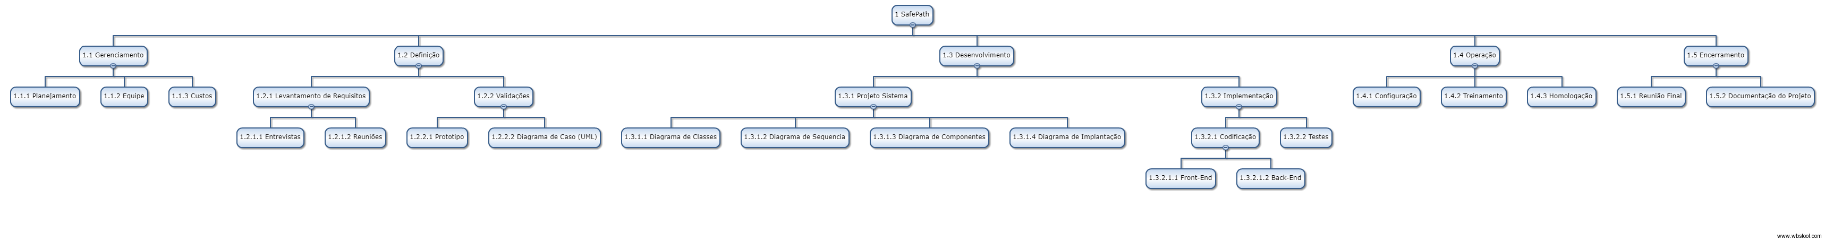 1 SafePath
1.1 Gerenciamento
1.2 Definição
1.3 Desenvolvimento
1.4 Operação
1.5 Encerramento
1.1.1 Planejamento
1.1.2 Equipe
1.1.3 Custos
1.2.1 Levantamento de Requisitos
1.2.2 Validações
1.3.1 Projeto Sistema
1.3.2 Implementação
1.4.1 Configuração
1.4.2 Treinamento
1.4.3 Homologação
1.5.1 Reunião Final
1.5.2 Documentação do Projeto
1.2.1.1 Entrevistas
1.2.1.2 Reuniões
1.2.2.1 Prototipo
1.2.2.2 Diagrama de Caso (UML)
1.3.1.1 Diagrama de Classes
1.3.1.2 Diagrama de Sequencia
1.3.1.3 Diagrama de Componentes
1.3.1.4 Diagrama de Implantação
1.3.2.1 Codificação
1.3.2.2 Testes
1.3.2.1.1 Front-End
1.3.2.1.2 Back-End
www.wbstool.com